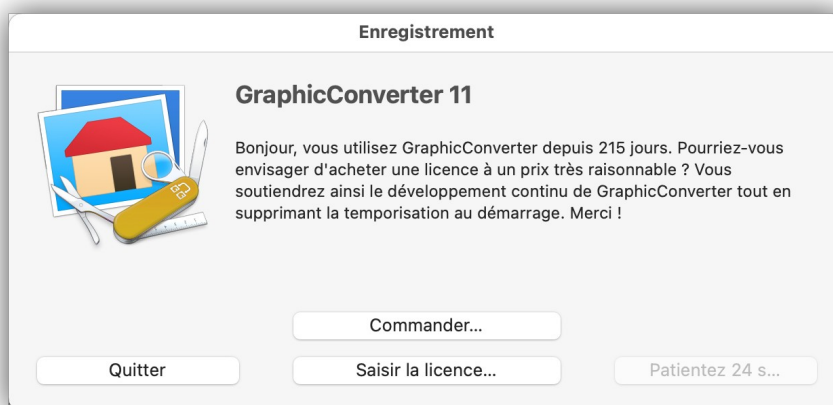 Enregistrement
GraphicConverter 11
Bonjour, vous utilisez GraphicConverter depuis 215 jours. Pourriez-vous
envisager d'acheter une licence à un prix très raisonnable ? Vous
soutiendrez ainsi le développement continu de GraphicConverter tout en
supprimant la temporisation au démarrage. Merci !
Commander...
Quitter
Saisir la licence...
Patientez 24 s...